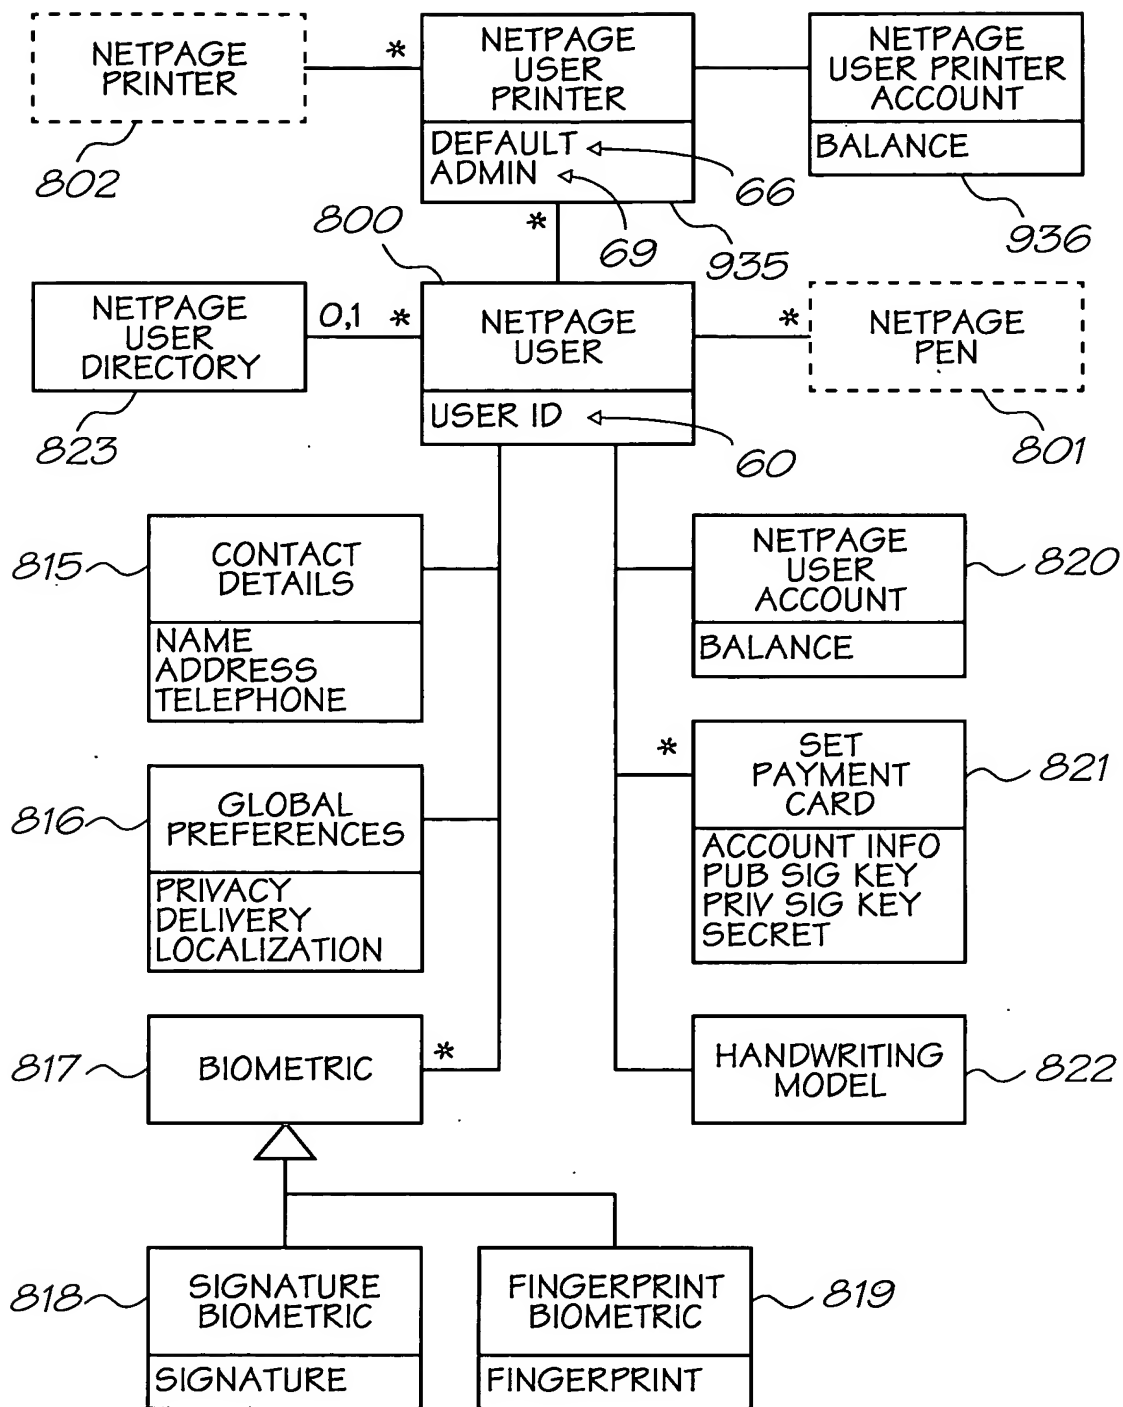 NETPAGE
PRINTER
802
*
NETPAGE
USER
PRINTER
DEFAULT
ADMIN
66
69
935
NETPAGE
USER PRINTER
ACCOUNT
BALANCE
936
*
800
NETPAGE
USER
DIRECTORY
823
0,1 *
NETPAGE
USER
USER ID
60
*
NETPAGE
PEN
801
815
CONTACT
DETAILS
NAME
ADDRESS
TELEPHONE
NETPAGE
USER
ACCOUNT
BALANCE
820
816
GLOBAL
PREFERENCES
PRIVACY
DELIVERY
LOCALIZATION
*
SET
PAYMENT
CARD
ACCOUNT INFO
PUB SIG KEY
PRIV SIG KEY
SECRET
821
817
BIOMETRIC
*
HANDWRITING
MODEL
822
818
SIGNATURE
BIOMETRIC
SIGNATURE
FINGERPRINT
BIOMETRIC
FINGERPRINT
819